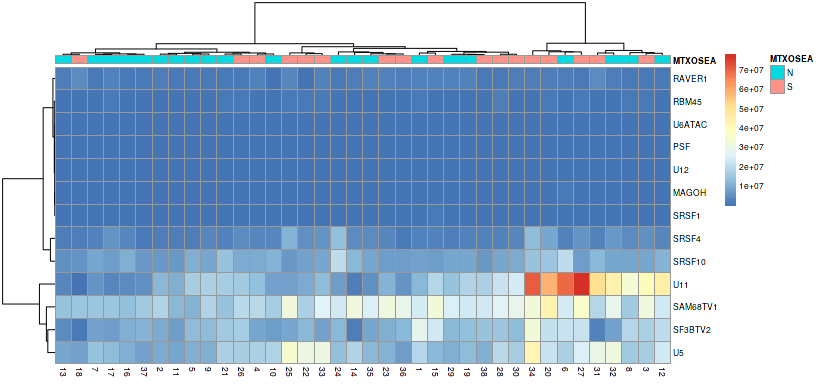 MTXOSEA
RAVER1
RBM45
U6ATAC
PSF
U12
MAGOH
SRSF1
SRSF4
SRSF10
U11
SAM68TV1
SF3BTV2
U5
13 18 7 17 16 37 2 11 5 9 21 26 4 10 25 22 33 24 14 35 23 36 1 15 29 19 38 28 30 34 20 6 27 31 32 8 3 12
7e+07
6e+07
5e+07
4e+07
3e+07
2e+07
1e+07
MTXOSEA
N
S